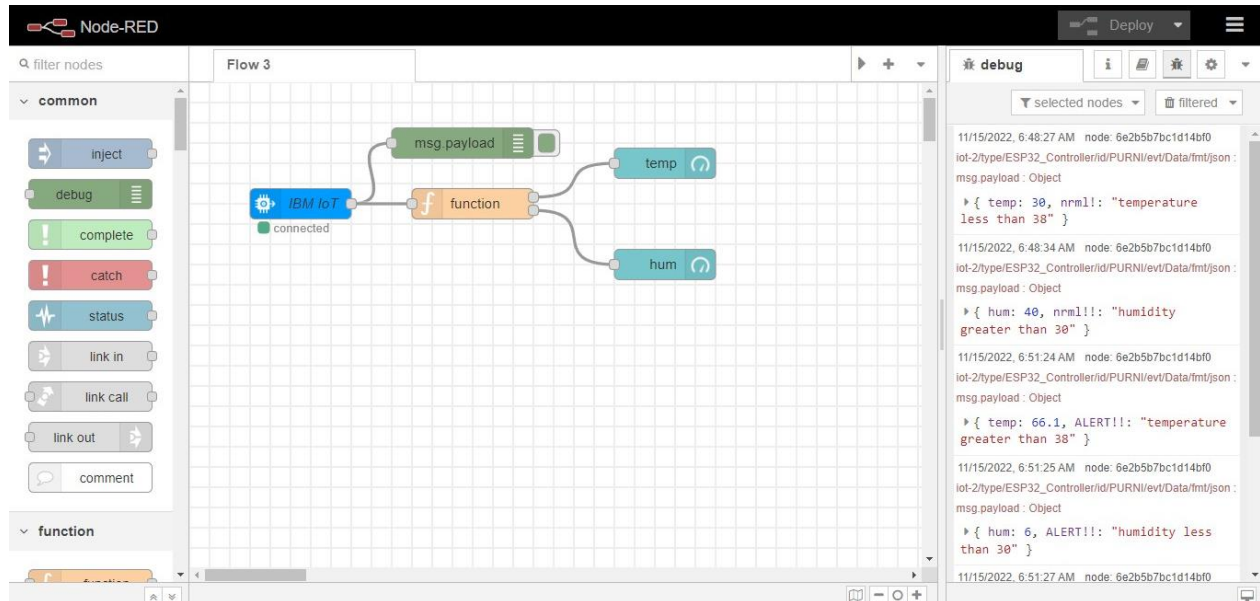 Node-RED
Deploy
filter nodes
Flow 3
debug
i
common
selected nodes
filtered
inject
debug
complete
catch
status
link in
link call
link out
comment
function
msg.payload
IBM IoT
connected
function
temp
hum
11/15/2022, 6:48:27 AM node: 6e2b5b7bc1d14bf0
iot-2/type/ESP32_Controller/id/PURNI/evt/Data/fmt/json :
msg.payload : Object
{ temp: 30, nrml!: "temperature
less than 38" }
11/15/2022, 6:48:34 AM node: 6e2b5b7bc1d14bf0
iot-2/type/ESP32_Controller/id/PURNI/evt/Data/fmt/json :
msg.payload : Object
{ hum: 40, nrml!!: "humidity
greater than 30" }
11/15/2022, 6:51:24 AM node: 6e2b5b7bc1d14bf0
iot-2/type/ESP32_Controller/id/PURNI/evt/Data/fmt/json :
msg.payload : Object
{ temp: 66.1, ALERT!!: "temperature
greater than 38" }
11/15/2022, 6:51:25 AM node: 6e2b5b7bc1d14bf0
iot-2/type/ESP32_Controller/id/PURNI/evt/Data/fmt/json :
msg.payload : Object
{ hum: 6, ALERT!!: "humidity less
than 30" }
11/15/2022, 6:51:27 AM node: 6e2b5b7bc1d14bf0